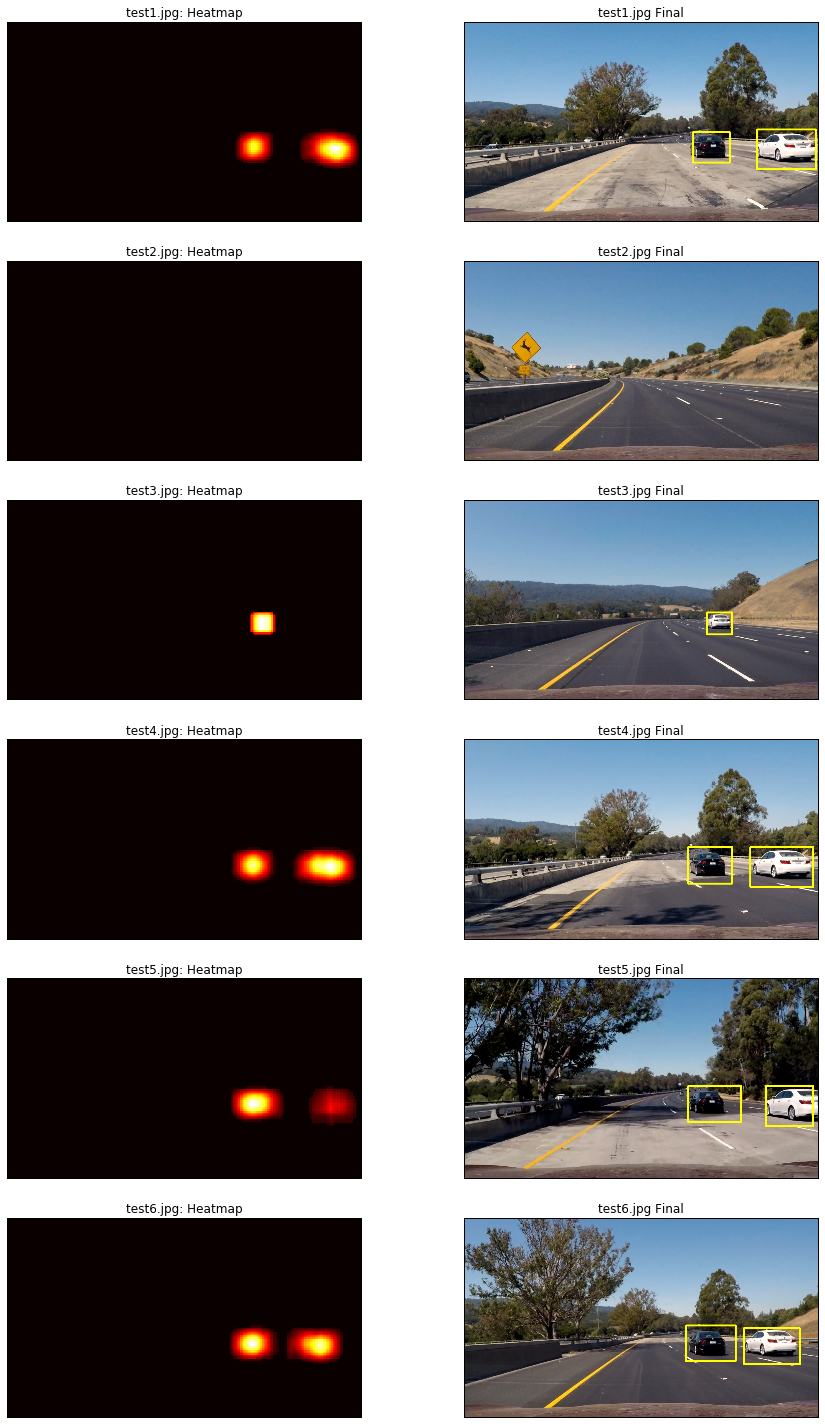 test1.jpg: Heatmap
test1.jpg Final
test2.jpg: Heatmap
test2.jpg Final
test3.jpg: Heatmap
test3.jpg Final
test4.jpg: Heatmap
test4.jpg Final
test5.jpg: Heatmap
test5.jpg Final
test6.jpg: Heatmap
test6.jpg Final